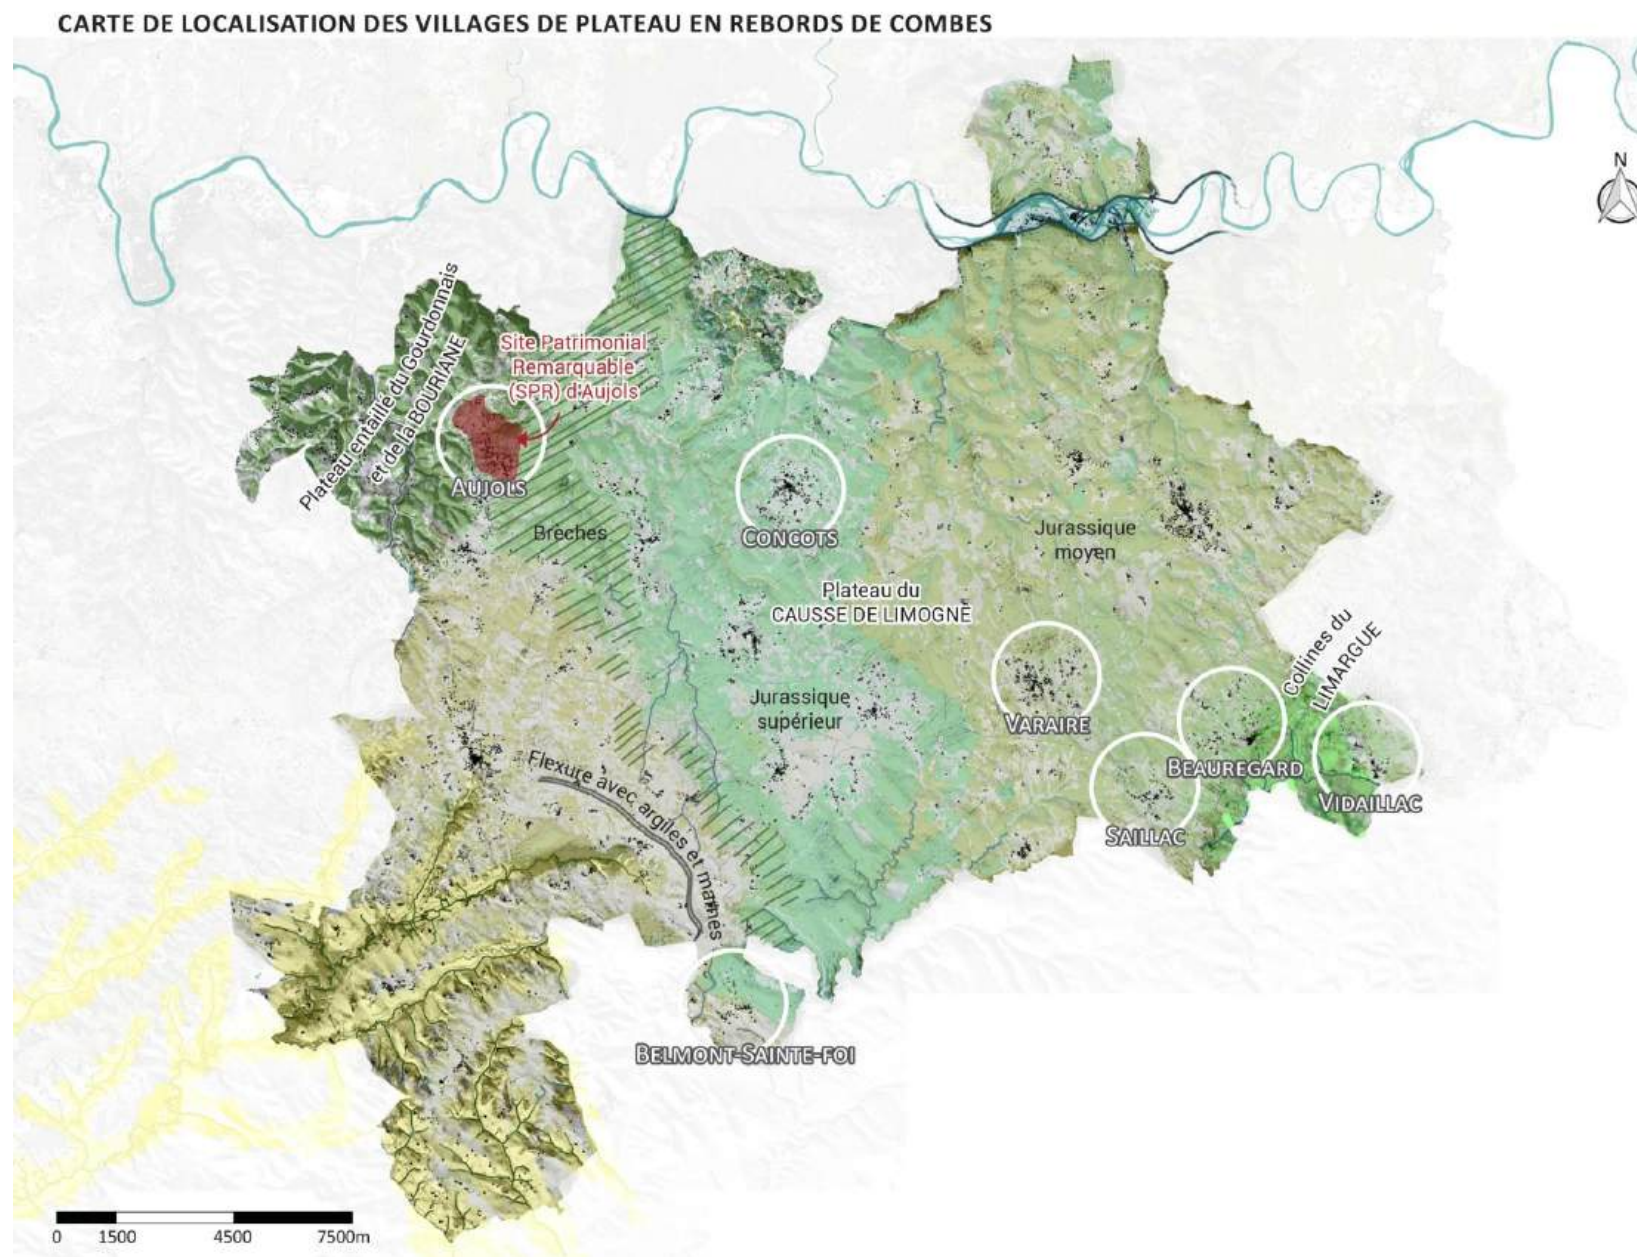 CARTE DE LOCALISATION DES VILLAGES DE PLATEAU EN REBORDS DE COMBES
N
Plateau entaillé du Gourdonnais
et de la BOURIANE
Site Patrimonial
Remarquable
(SPR) d'Aujols
AUJOLS
Brèches
CONCOTS
Jurassique
moyen
Plateau du
CAUSSE DE LIMOGNE
Collines du
LIMARGUE
Jurassique
supérieur
VARAIRE
BEAUREGARD
VIDAILLAC
SAILLAC
Flexure avec argiles et marnes
BELMONT-SAINTE-FOI
0 1500 4500 7500m